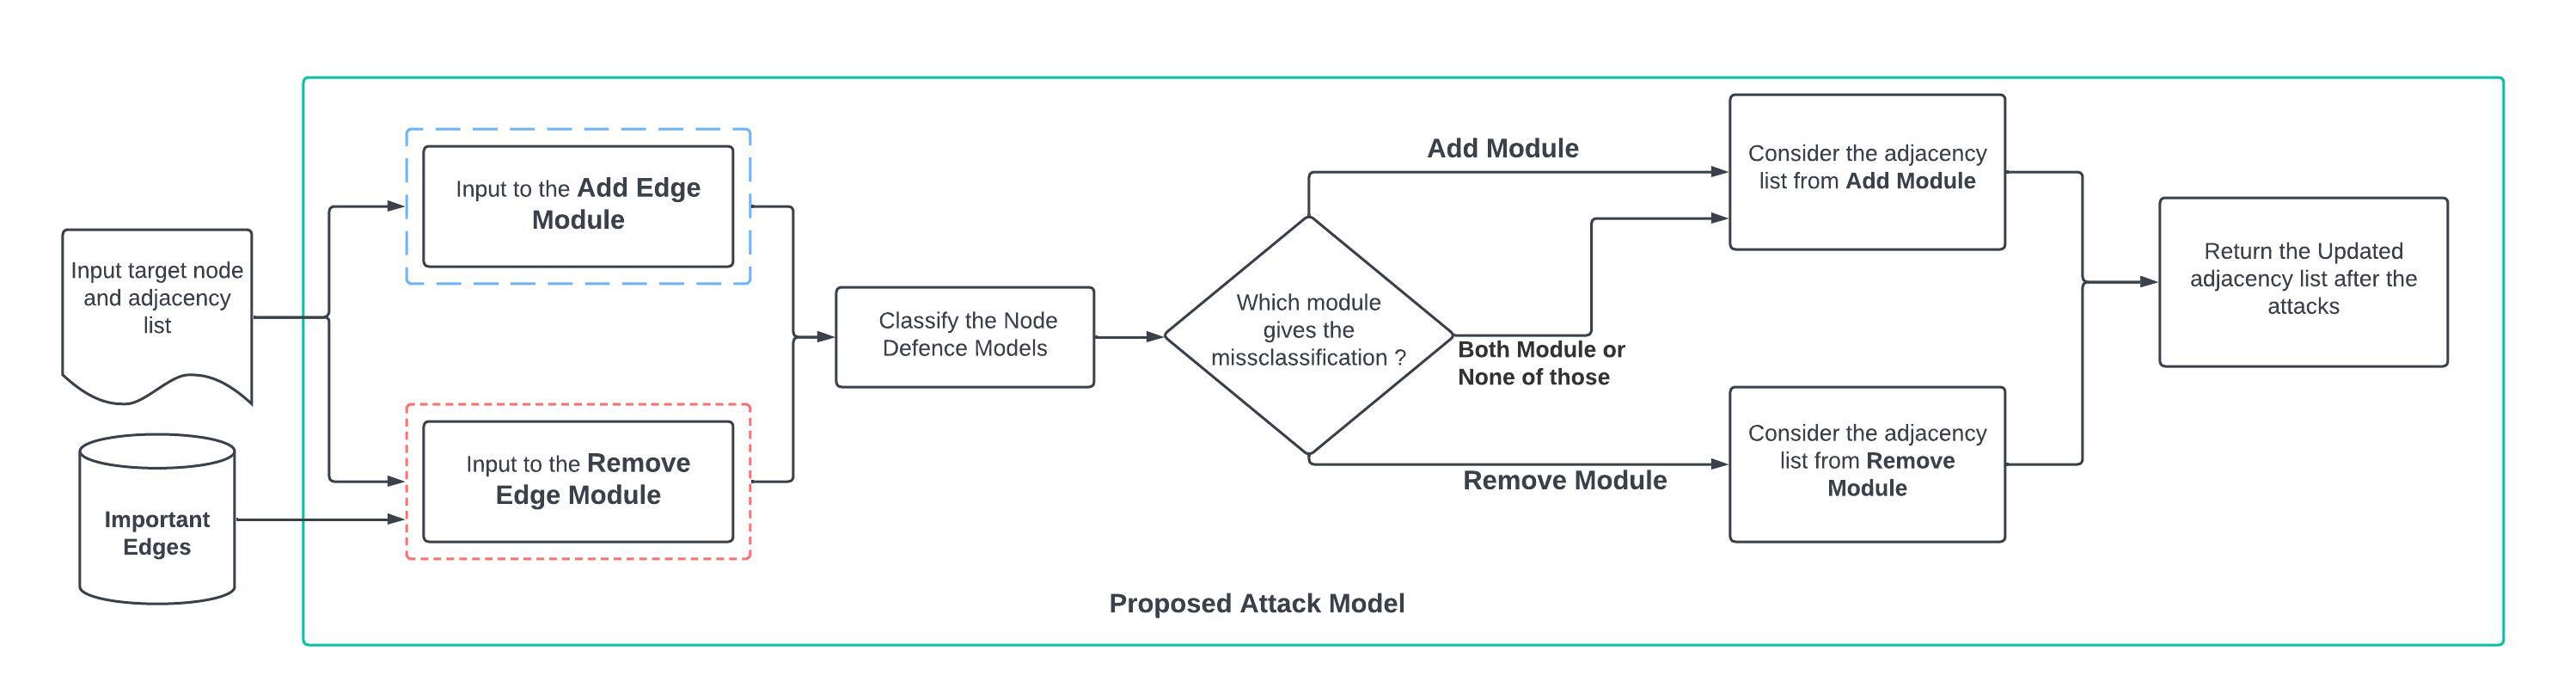 Input target node
and adjacency
list
Important
Edges
Input to the Add Edge
Module
Input to the Remove
Edge Module
Classify the Node
Defence Models
Which module
gives the
missclassification ?
Add Module
Both Module or
None of those
Remove Module
Consider the adjacency
list from Add Module
Consider the adjacency
list from Remove
Module
Return the Updated
adjacency list after the
attacks
Proposed Attack Model